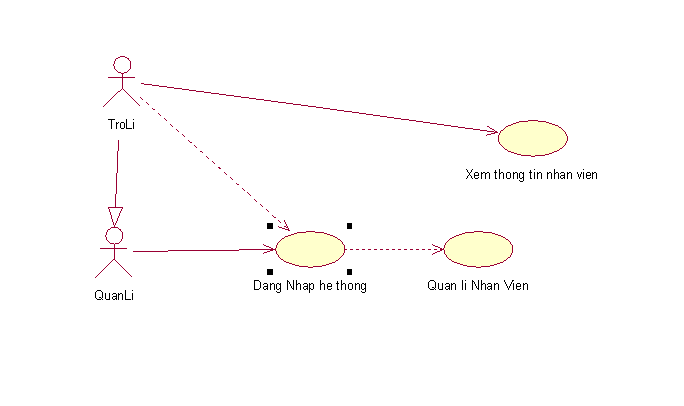 TroLi
Xem thong tin nhan vien
QuanLi
Dang Nhap he thong
Quan li Nhan Vien